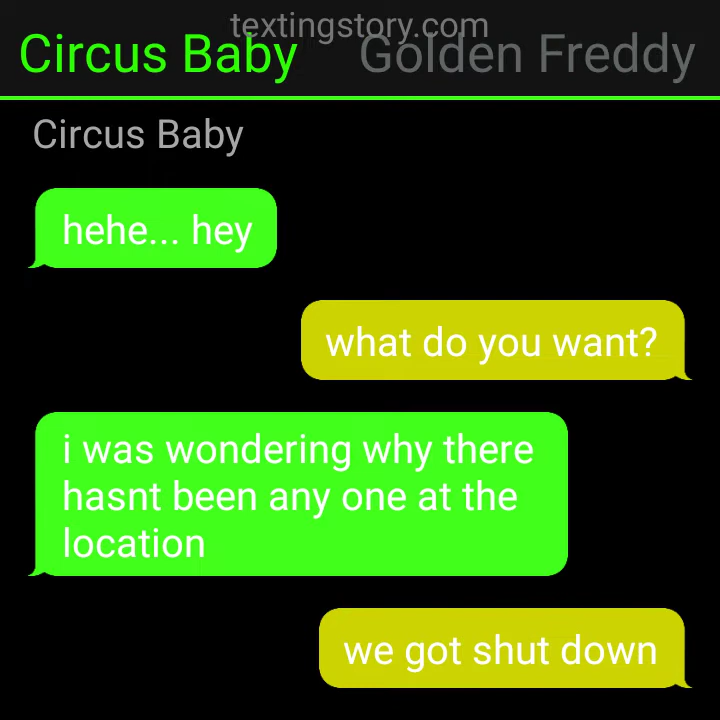 textingstory.com
Circus Baby Golden Freddy
Circus Baby
hehe... hey
what do you want?
i was wondering why there
hasnt been any one at the
location
we got shut down